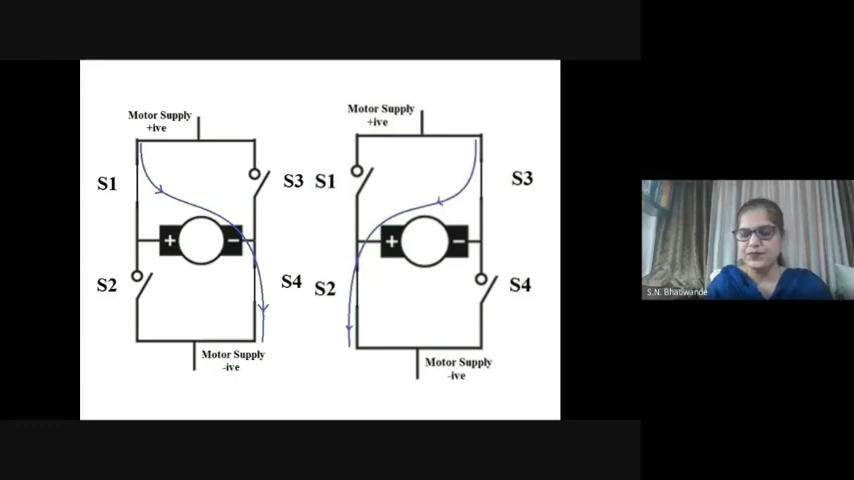 Motor Supply
+ive
S1
S3
S2
S4
+
−
Motor Supply
-ive
Motor Supply
+ive
S1
S3
S2
S4
+
−
Motor Supply
-ive
S.N. Bhatiwande